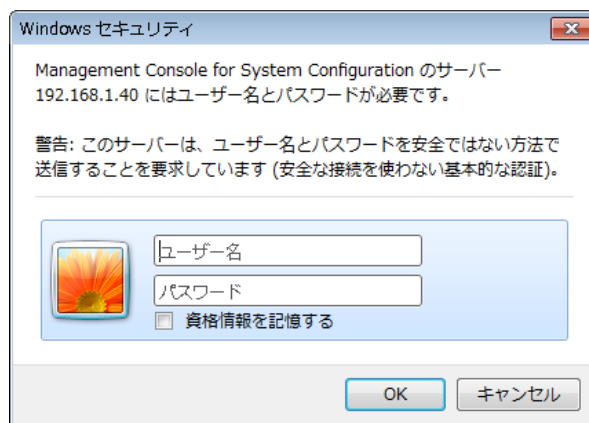 Windows セキュリティ
Management Console for System Configuration のサーバー
192.168.1.40 にはユーザー名とパスワードが必要です。
警告: このサーバーは、ユーザー名とパスワードを安全ではない方法で
送信することを要求しています (安全な接続を使わない基本的な認証)。
ユーザー名
パスワード
資格情報を記憶する
OK
キャンセル